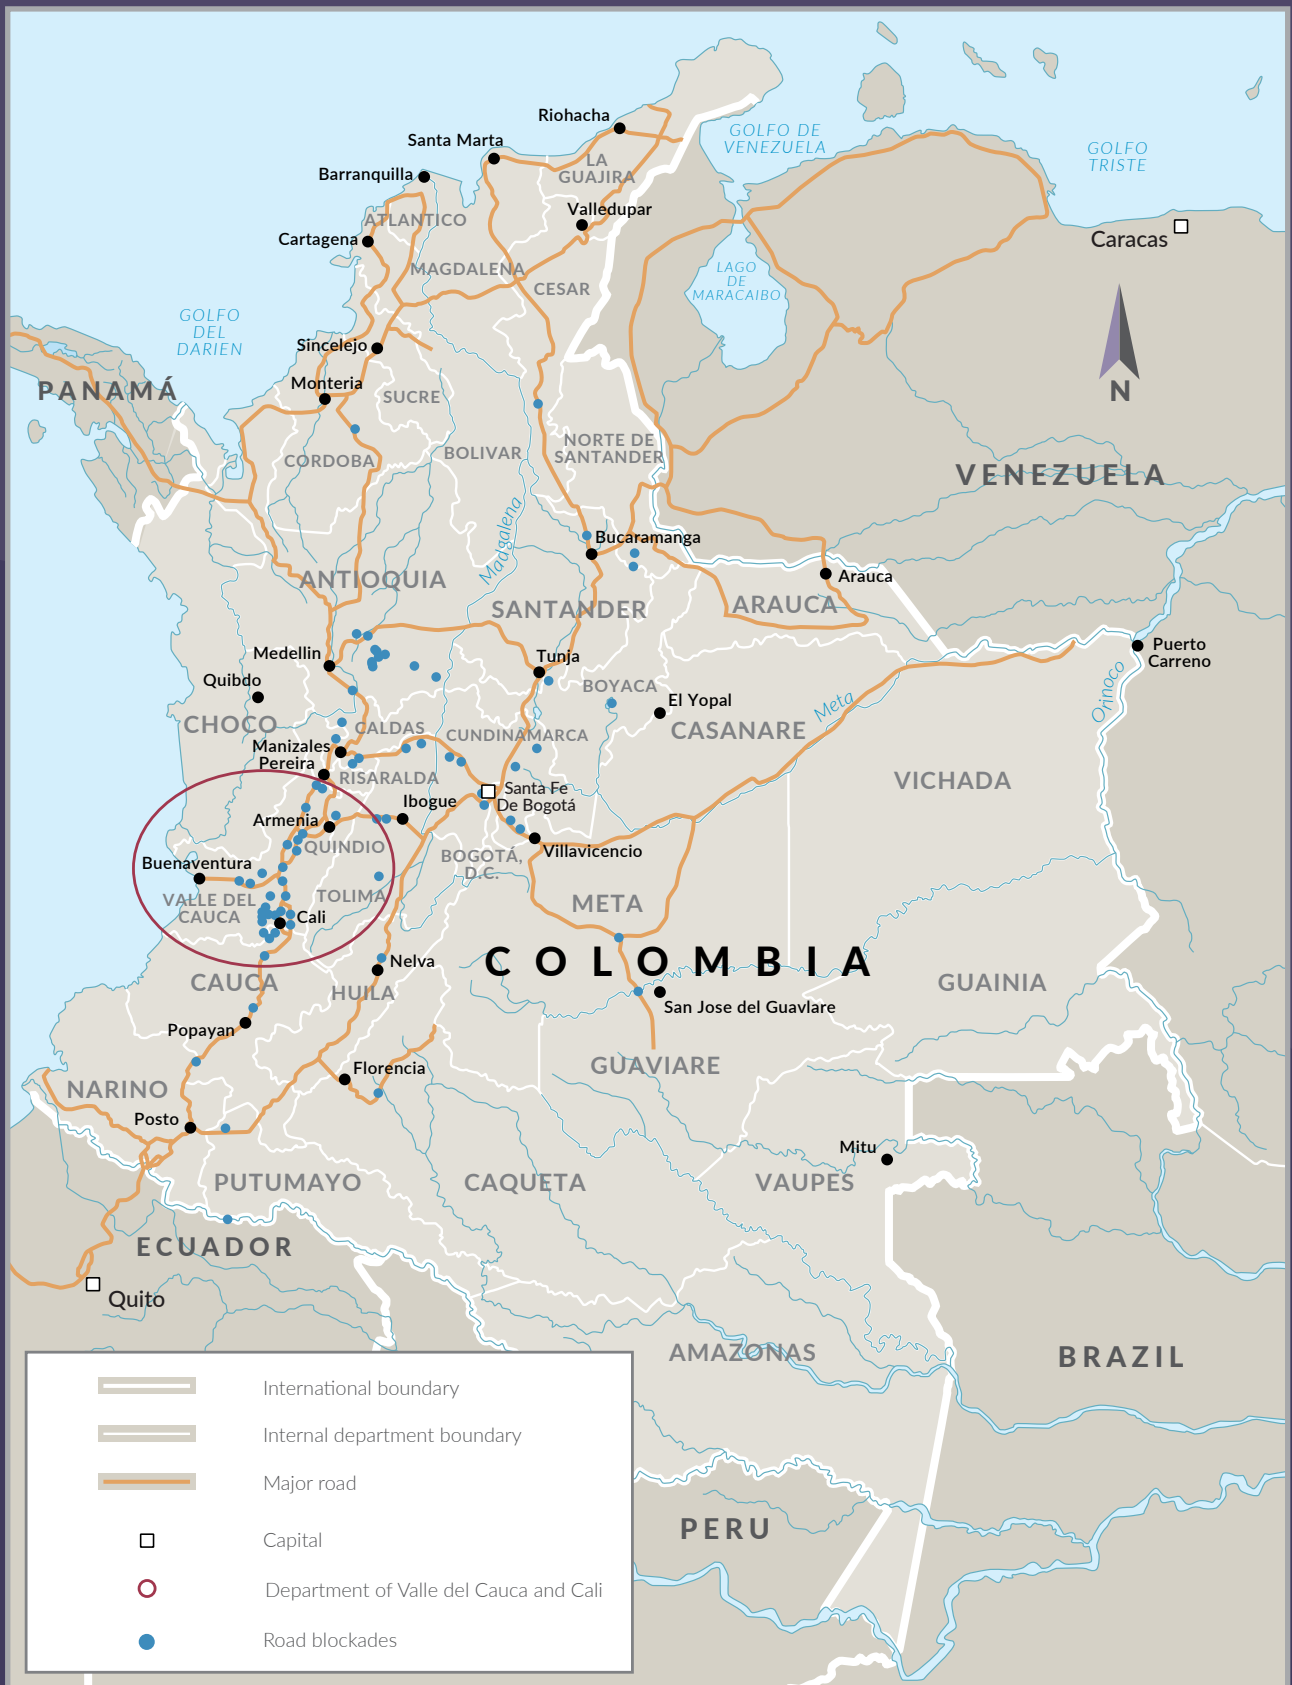 Riohacha
Santa Marta
GOLFO DE
VENEZUELA
GOLFO
TRISTE
LA
GUAJIRA
Barranquilla
Valledupar
ATLANTICO
Cartagena
Caracas
MAGDALENA
CESAR
LAGO
DE
MARACAIBO
GOLFO
DEL
DARIEN
Sincelejo
N
PANAMÁ
Monteria
SUCRE
NORTE DE
SANTANDER
BOLIVAR
CORDOBA
VENEZUELA
Madgalena
Bucaramanga
ANTIOQUIA
Arauca
SANTANDER
ARAUCA
Medellin
Tunja
Puerto
Carreno
Quibdo
BOYACA
El Yopal
Meta
Orinoco
CHOCO
CALDAS
CUNDINAMARCA
CASANARE
Manizales
Pereira
RISARALDA
VICHADA
Santa Fe
De Bogotá
Ibogue
Armenia
QUINDIO
BOGOTÁ,
D.C.
Villavicencio
Buenaventura
VALLE DEL
CAUCA
TOLIMA
META
Cali
COLOMBIA
Nelva
CAUCA
HUILA
GUAINIA
San Jose del Guavlare
Popayan
GUAVIARE
Florencia
NARINO
Posto
Mitu
PUTUMAYO
CAQUETA
VAUPES
ECUADOR
Quito
AMAZONAS
BRAZIL
PERU
International boundary
Internal department boundary
Major road
Capital
Department of Valle del Cauca and Cali
Road blockades